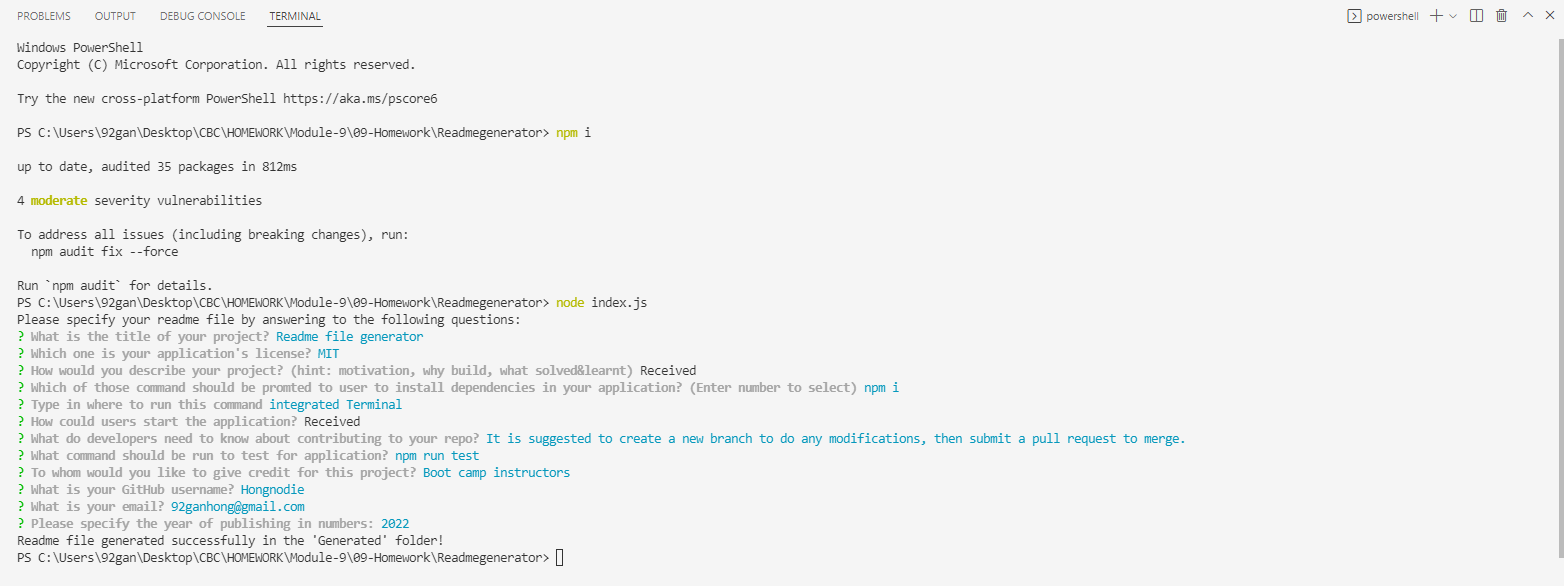 PROBLEMS OUTPUT DEBUG CONSOLE TERMINAL powershell
Windows PowerShell
Copyright (C) Microsoft Corporation. All rights reserved.
Try the new cross-platform PowerShell https://aka.ms/pscore6
PS C:\Users\92gan\Desktop\CBC\HOMEWORK\Module-9\09-Homework\Readmegenerator> npm i
up to date, audited 35 packages in 812ms
4 moderate severity vulnerabilities
To address all issues (including breaking changes), run:
  npm audit fix --force
Run `npm audit` for details.
PS C:\Users\92gan\Desktop\CBC\HOMEWORK\Module-9\09-Homework\Readmegenerator> node index.js
Please specify your readme file by answering to the following questions:
? What is the title of your project? Readme file generator
? Which one is your application's license? MIT
? How would you describe your project? (hint: motivation, why build, what solved&learnt) Received
? Which of those command should be promted to user to install dependencies in your application? (Enter number to select) npm i
? Type in where to run this command integrated Terminal
? How could users start the application? Received
? What do developers need to know about contributing to your repo? It is suggested to create a new branch to do any modifications, then submit a pull request to merge.
? What command should be run to test for application? npm run test
? To whom would you like to give credit for this project? Boot camp instructors
? What is your GitHub username? Hongnodie
? What is your email? 92ganhong@gmail.com
? Please specify the year of publishing in numbers: 2022
Readme file generated successfully in the 'Generated' folder!
PS C:\Users\92gan\Desktop\CBC\HOMEWORK\Module-9\09-Homework\Readmegenerator>